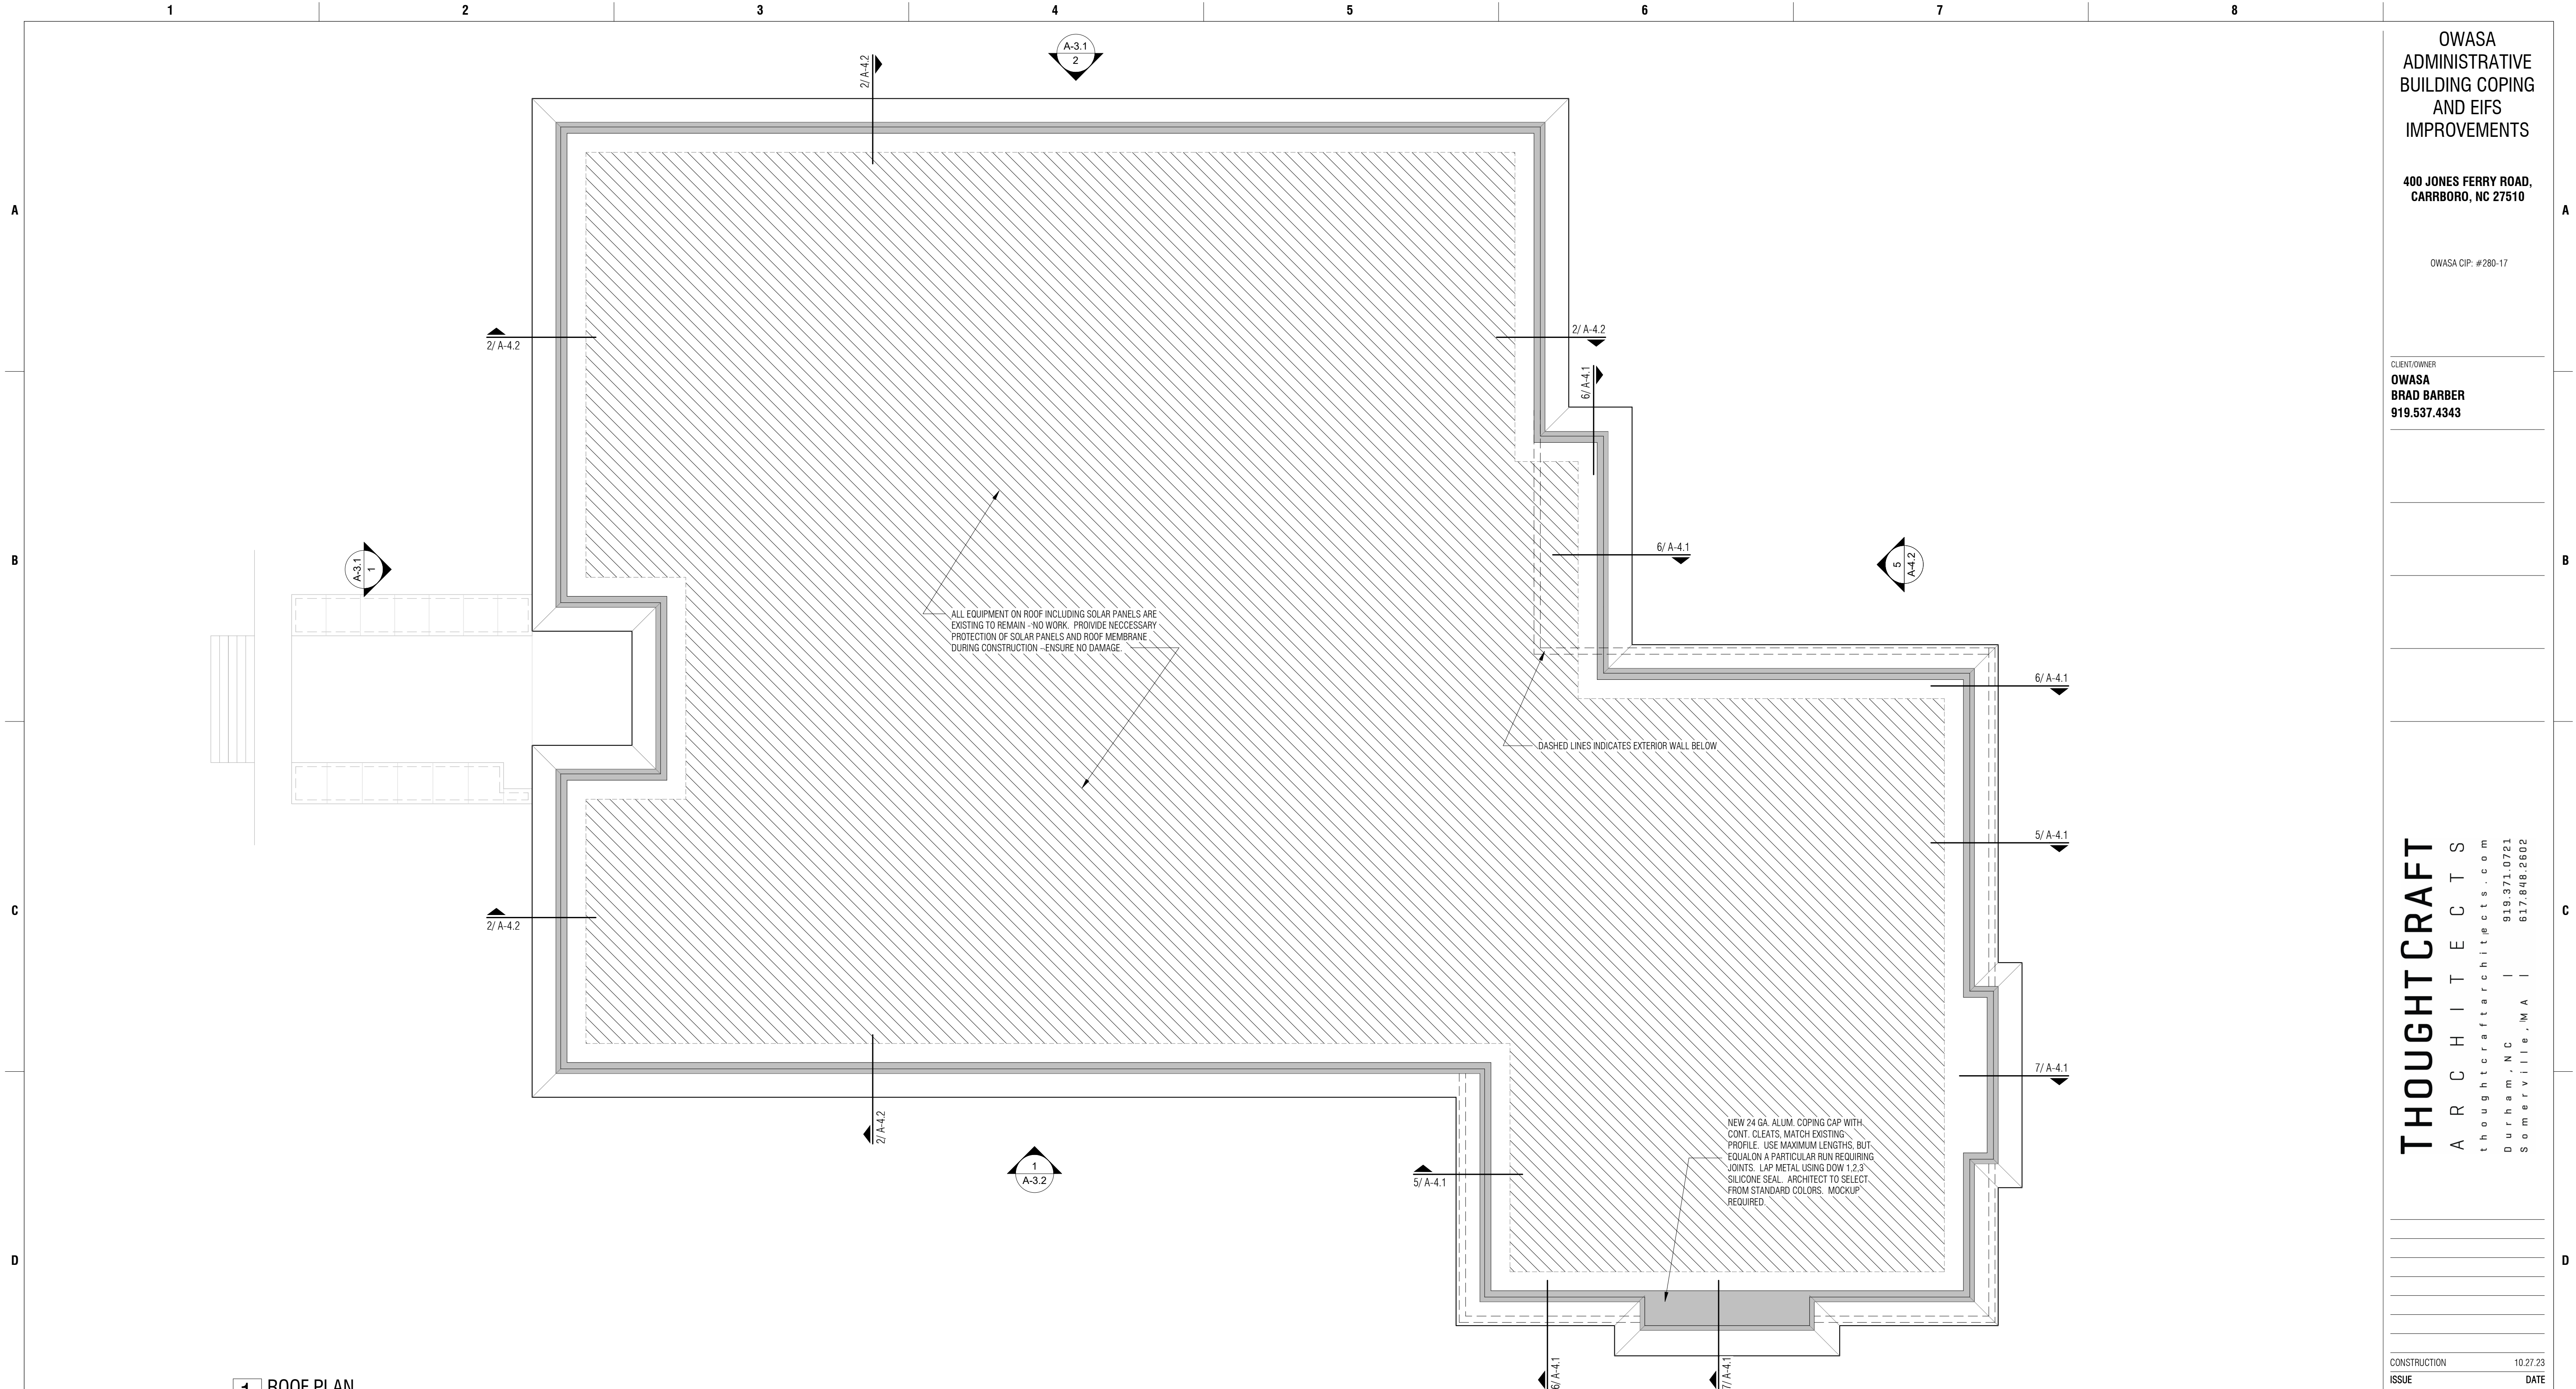 1 2 3 4 5 6 7 8
A
B
C
D
A
B
C
D
A-3.1
2
2/ A-4.2
2/ A-4.2
2/ A-4.2
6/ A-4.1
6/ A-4.1
A-3.1
1
5
A-4.2
ALL EQUIPMENT ON ROOF INCLUDING SOLAR PANELS ARE
EXISTING TO REMAIN - NO WORK. PROVIDE NECCESSARY
PROTECTION OF SOLAR PANELS AND ROOF MEMBRANE
DURING CONSTRUCTION - ENSURE NO DAMAGE.
6/ A-4.1
DASHED LINES INDICATES EXTERIOR WALL BELOW
5/ A-4.1
2/ A-4.2
7/ A-4.1
2/ A-4.2
1
A-3.2
5/ A-4.1
NEW 24 GA. ALUM. COPING CAP WITH
CONT. CLEATS, MATCH EXISTING
PROFILE. USE MAXIMUM LENGTHS, BUT
EQUALON A PARTICULAR RUN REQUIRING
JOINTS. LAP METAL USING DOW 1,2,3
SILICONE SEAL. ARCHITECT TO SELECT
FROM STANDARD COLORS. MOCKUP
REQUIRED.
6/ A-4.1
7/ A-4.1
1 ROOF PLAN
OWASA
ADMINISTRATIVE
BUILDING COPING
AND EIFS
IMPROVEMENTS
400 JONES FERRY ROAD,
CARRBORO, NC 27510
OWASA CIP: #280-17
CLIENT/OWNER
OWASA
BRAD BARBER
919.537.4343
THOUGHTCRAFT
ARCHITECTS
thoughtcraftarchitects.com
Durham, NC | 919.371.0721
Somerville, MA | 617.848.2602
CONSTRUCTION 10.27.23
ISSUE DATE